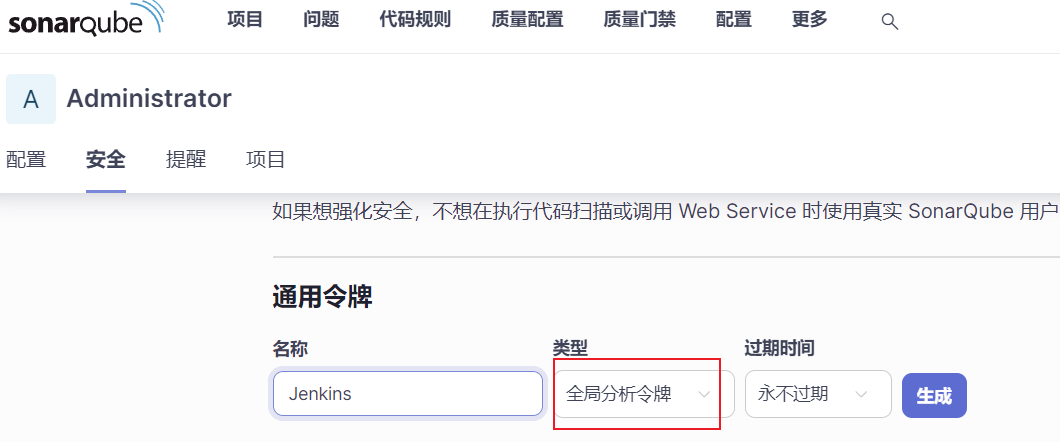 sonarqube 项目 问题 代码规则 质量配置 质量门禁 配置 更多
A Administrator
配置 安全 提醒 项目
如果想强化安全，不想在执行代码扫描或调用 Web Service 时使用真实 SonarQube 用户
通用令牌
名称 类型 过期时间
Jenkins 全局分析令牌 永不过期 生成